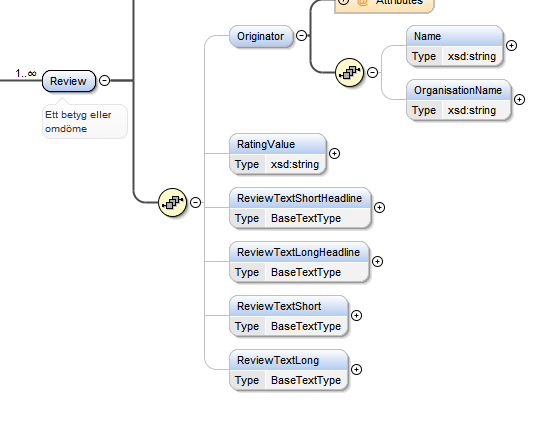 @ Attributes
Originator
Name
Type xsd:string
1..∞
Review
OrganisationName
Type xsd:string
Ett betyg eller
omdöme
RatingValue
Type xsd:string
ReviewTextShortHeadline
Type BaseTextType
ReviewTextLongHeadline
Type BaseTextType
ReviewTextShort
Type BaseTextType
ReviewTextLong
Type BaseTextType